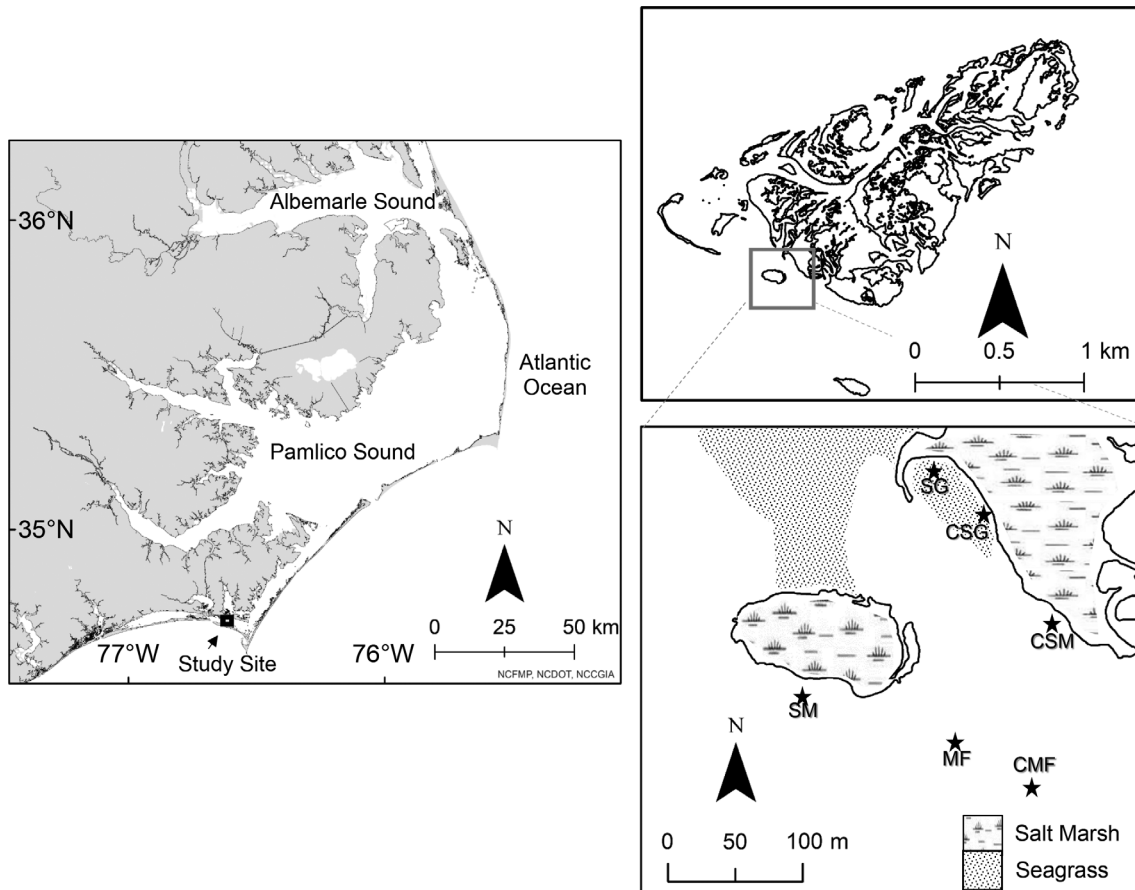 Albemarle Sound
36°N
Atlantic
Ocean
Pamlico Sound
35°N
N
0 25 50 km
77°W
76°W
Study Site
NCFMP, NCDOT, NCCGIA
N
0 0.5 1 km
SG
CSG
CSM
SM
MF
CMF
N
0 50 100 m
Salt Marsh
Seagrass